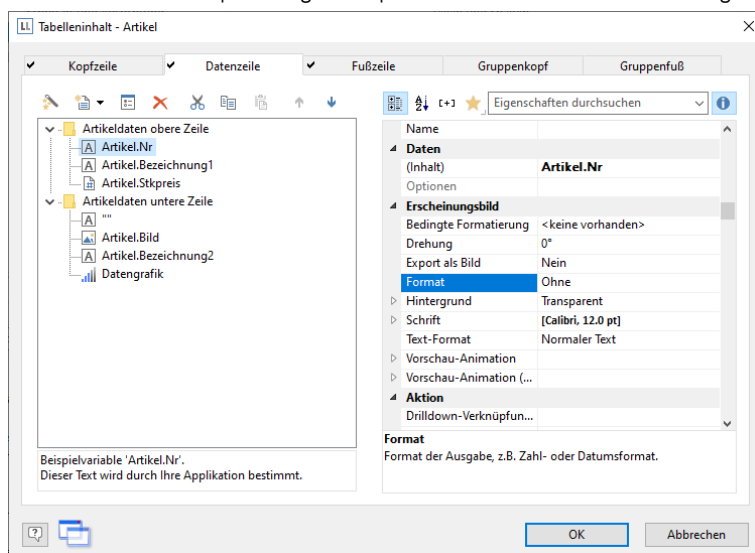 Tabelleninhalt - Artikel
Kopfzeile
Datenzeile
Fußzeile
Gruppenkopf
Gruppenfuß
Eigenschaften durchsuchen
Artikeldaten obere Zeile
Artikel.Nr
Artikel.Bezeichnung1
Artikel.Stkpreis
Artikeldaten untere Zeile
""
Artikel.Bild
Artikel.Bezeichnung2
Datengrafik
Beispielvariable 'Artikel.Nr'.
Dieser Text wird durch Ihre Applikation bestimmt.
Name
Daten
(Inhalt) Artikel.Nr
Optionen
Erscheinungsbild
Bedingte Formatierung <keine vorhanden>
Drehung 0°
Export als Bild Nein
Format Ohne
Hintergrund Transparent
Schrift [Calibri, 12.0 pt]
Text-Format Normaler Text
Vorschau-Animation
Vorschau-Animation (...
Aktion
Drilldown-Verknüpfun...
Format
Format der Ausgabe, z.B. Zahl- oder Datumsformat.
OK
Abbrechen